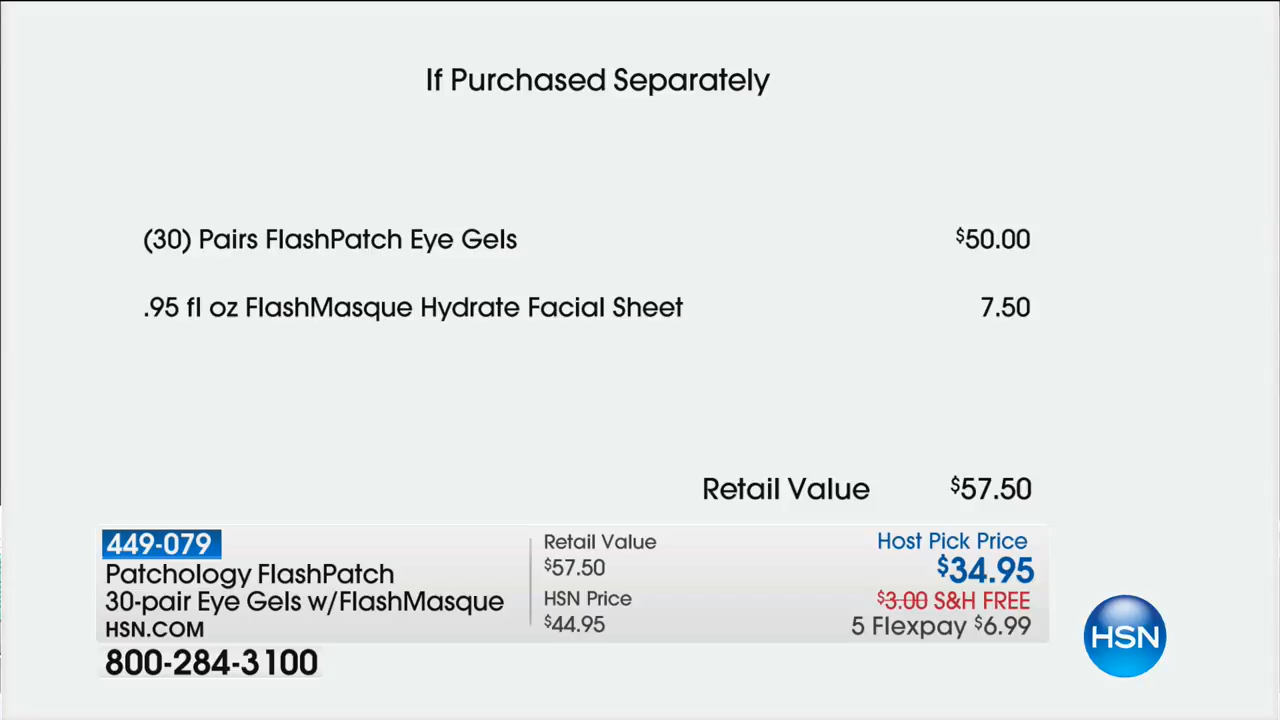 If Purchased Separately
(30) Pairs FlashPatch Eye Gels $50.00
.95 fl oz FlashMasque Hydrate Facial Sheet 7.50
Retail Value $57.50
449-079
Patchology FlashPatch
30-pair Eye Gels w/FlashMasque
HSN.COM
800-284-3100
Retail Value
$57.50
HSN Price
$44.95
Host Pick Price
$34.95
$3.00 S&H FREE
5 Flexpay $6.99
HSN